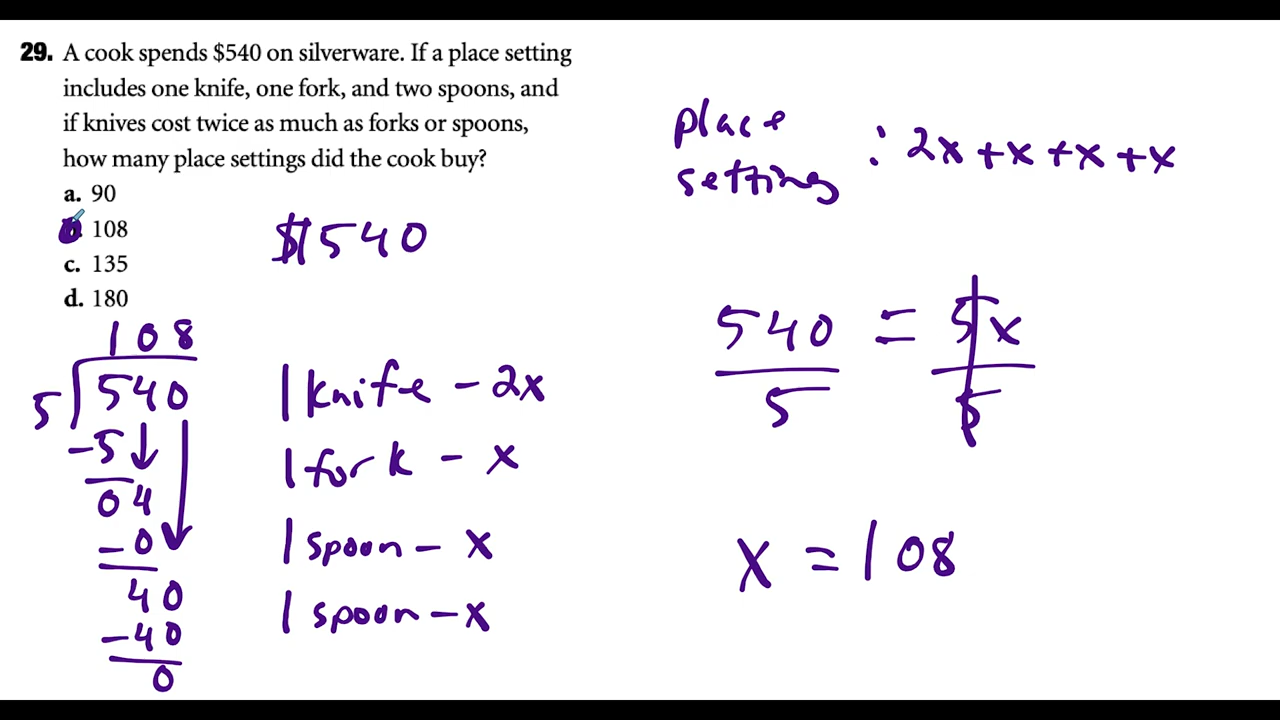 29. A cook spends $540 on silverware. If a place setting
includes one knife, one fork, and two spoons, and
if knives cost twice as much as forks or spoons,
how many place settings did the cook buy?
a. 90
108
c. 135
d. 180
$540
108
5 540
-5
04
-0
40
-40
0
1 knife - 2x
1 fork - x
1 spoon - x
1 spoon - x
place
setting : 2x + x + x + x
540 = 5x
5 5
x = 108